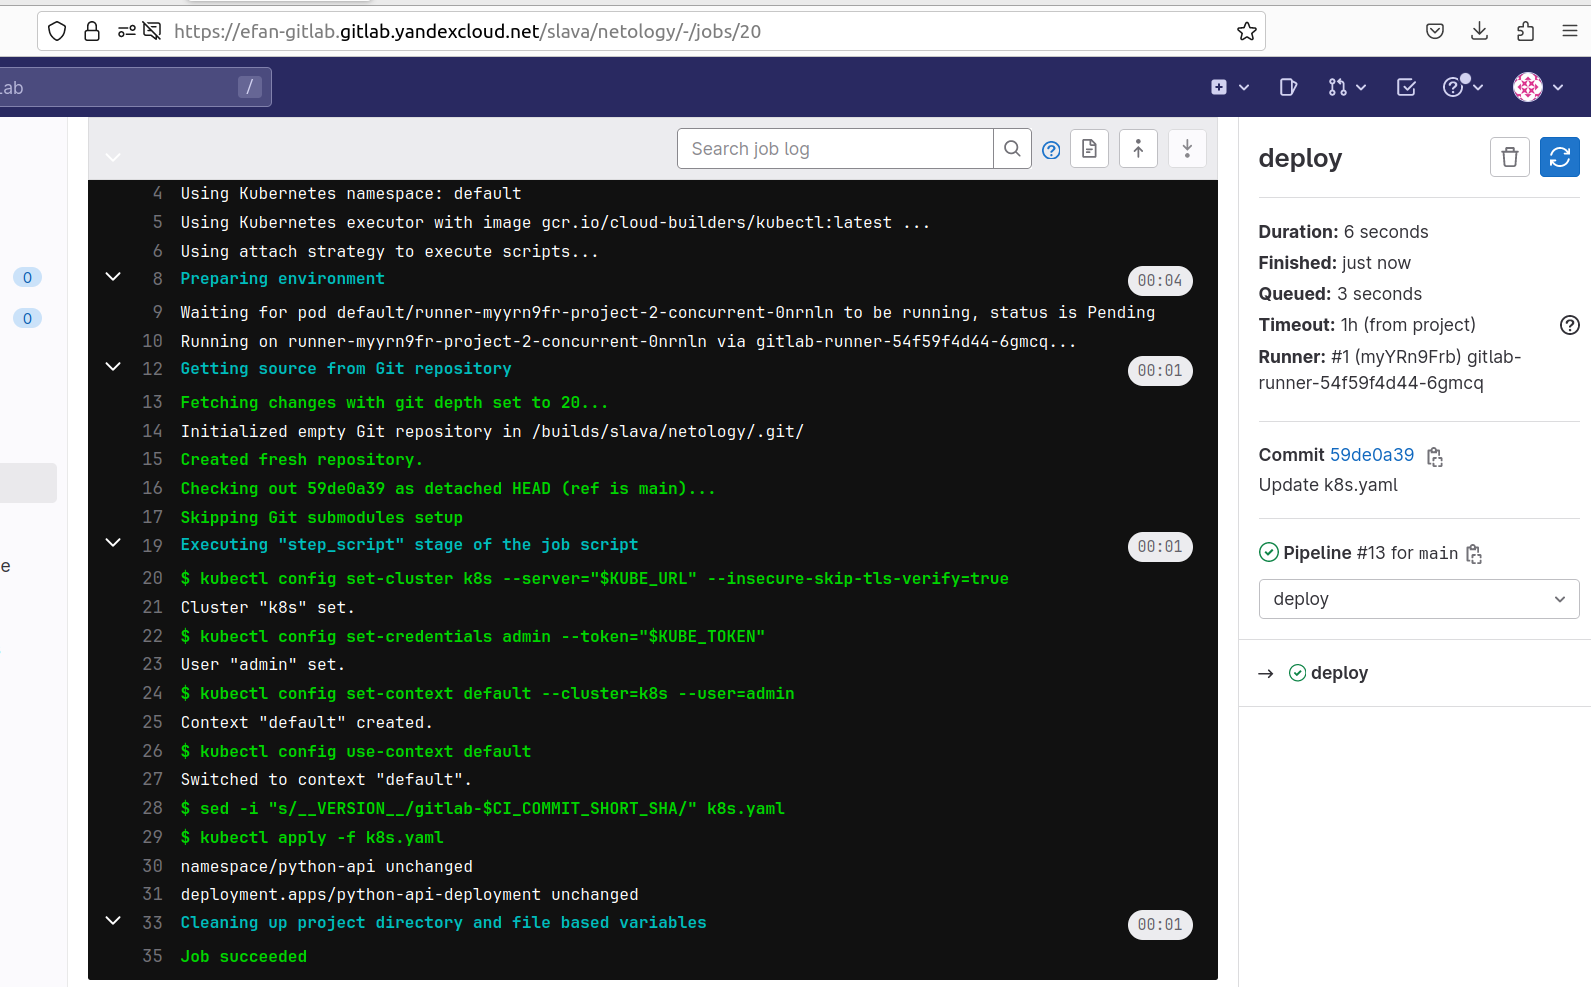 https://efan-gitlab.gitlab.yandexcloud.net/slava/netology/-/jobs/20
Lab
/
0
0
e
Search job log
4 Using Kubernetes namespace: default
5 Using Kubernetes executor with image gcr.io/cloud-builders/kubectl:latest ...
6 Using attach strategy to execute scripts...
8 Preparing environment 00:04
9 Waiting for pod default/runner-myyrn9fr-project-2-concurrent-0nrnln to be running, status is Pending
10 Running on runner-myyrn9fr-project-2-concurrent-0nrnln via gitlab-runner-54f59f4d44-6gmcq...
12 Getting source from Git repository 00:01
13 Fetching changes with git depth set to 20...
14 Initialized empty Git repository in /builds/slava/netology/.git/
15 Created fresh repository.
16 Checking out 59de0a39 as detached HEAD (ref is main)...
17 Skipping Git submodules setup
19 Executing "step_script" stage of the job script 00:01
20 $ kubectl config set-cluster k8s --server="$KUBE_URL" --insecure-skip-tls-verify=true
21 Cluster "k8s" set.
22 $ kubectl config set-credentials admin --token="$KUBE_TOKEN"
23 User "admin" set.
24 $ kubectl config set-context default --cluster=k8s --user=admin
25 Context "default" created.
26 $ kubectl config use-context default
27 Switched to context "default".
28 $ sed -i "s/__VERSION__/gitlab-$CI_COMMIT_SHORT_SHA/" k8s.yaml
29 $ kubectl apply -f k8s.yaml
30 namespace/python-api unchanged
31 deployment.apps/python-api-deployment unchanged
33 Cleaning up project directory and file based variables 00:01
35 Job succeeded
deploy
Duration: 6 seconds
Finished: just now
Queued: 3 seconds
Timeout: 1h (from project)
Runner: #1 (myYRn9Frb) gitlab-
runner-54f59f4d44-6gmcq
Commit 59de0a39
Update k8s.yaml
Pipeline #13 for main
deploy
→ deploy